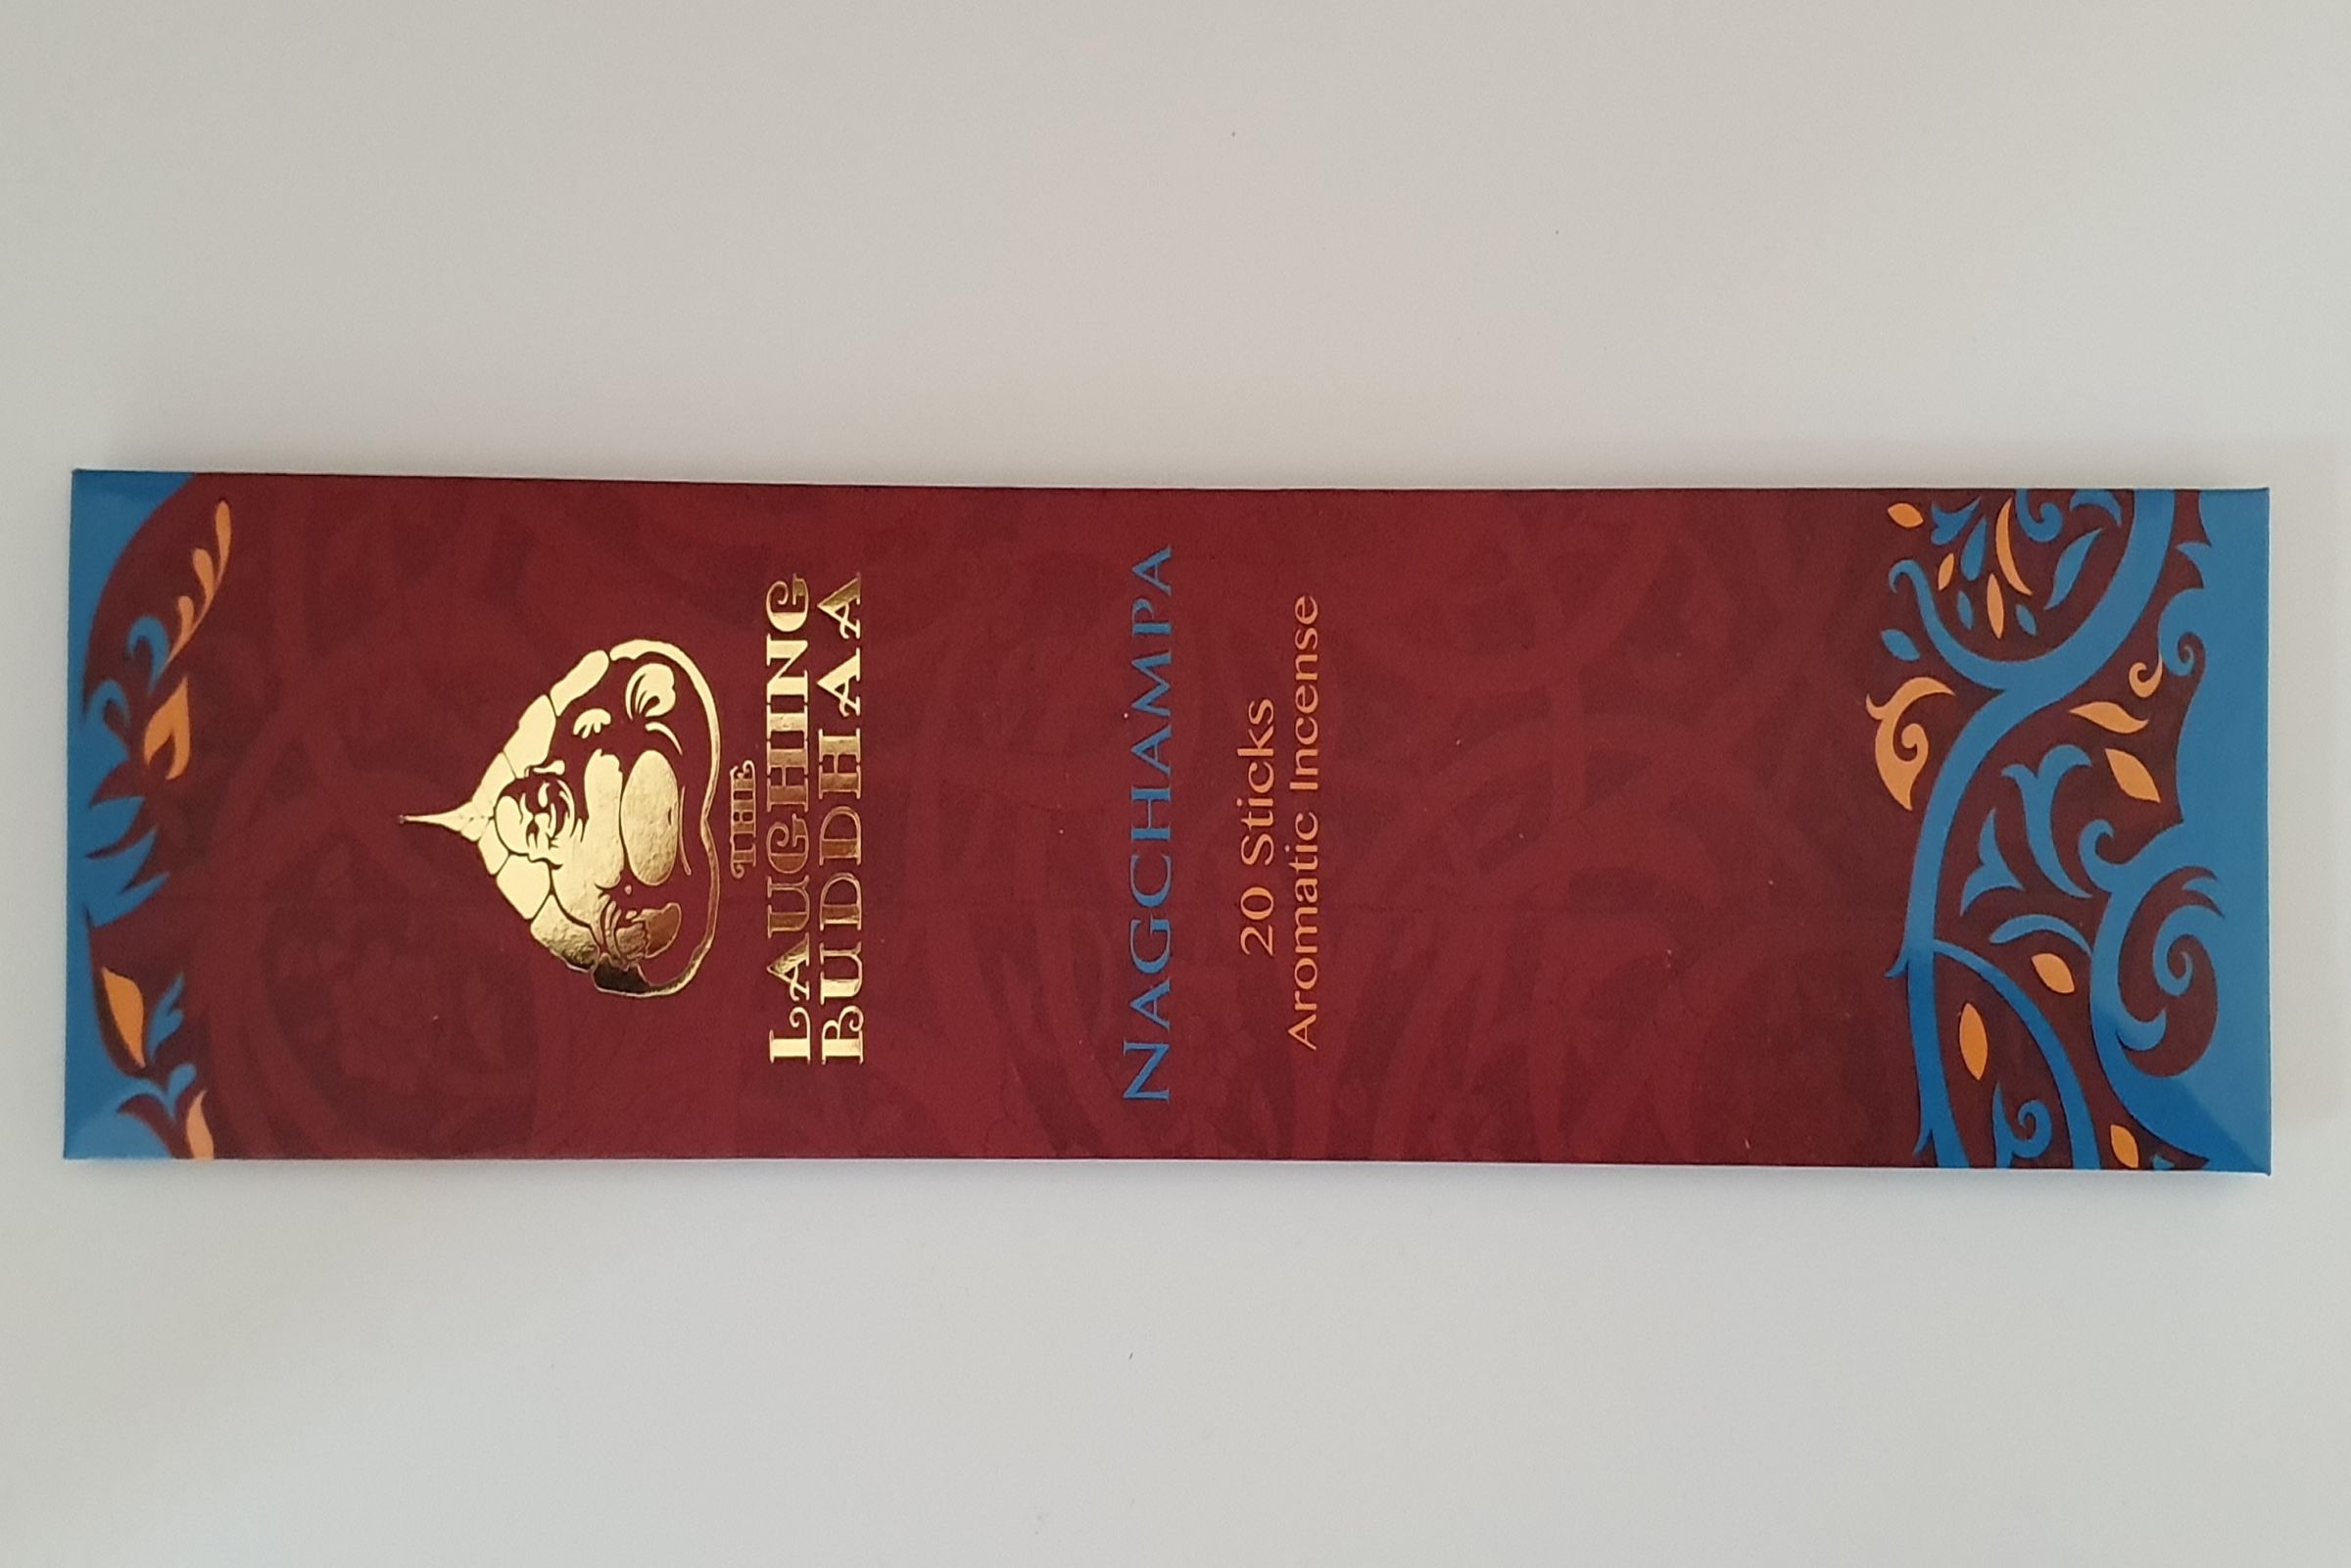 THE
LAUGHING
BUDDHAA
NAGCHAMPA
20 Sticks
Aromatic Incense